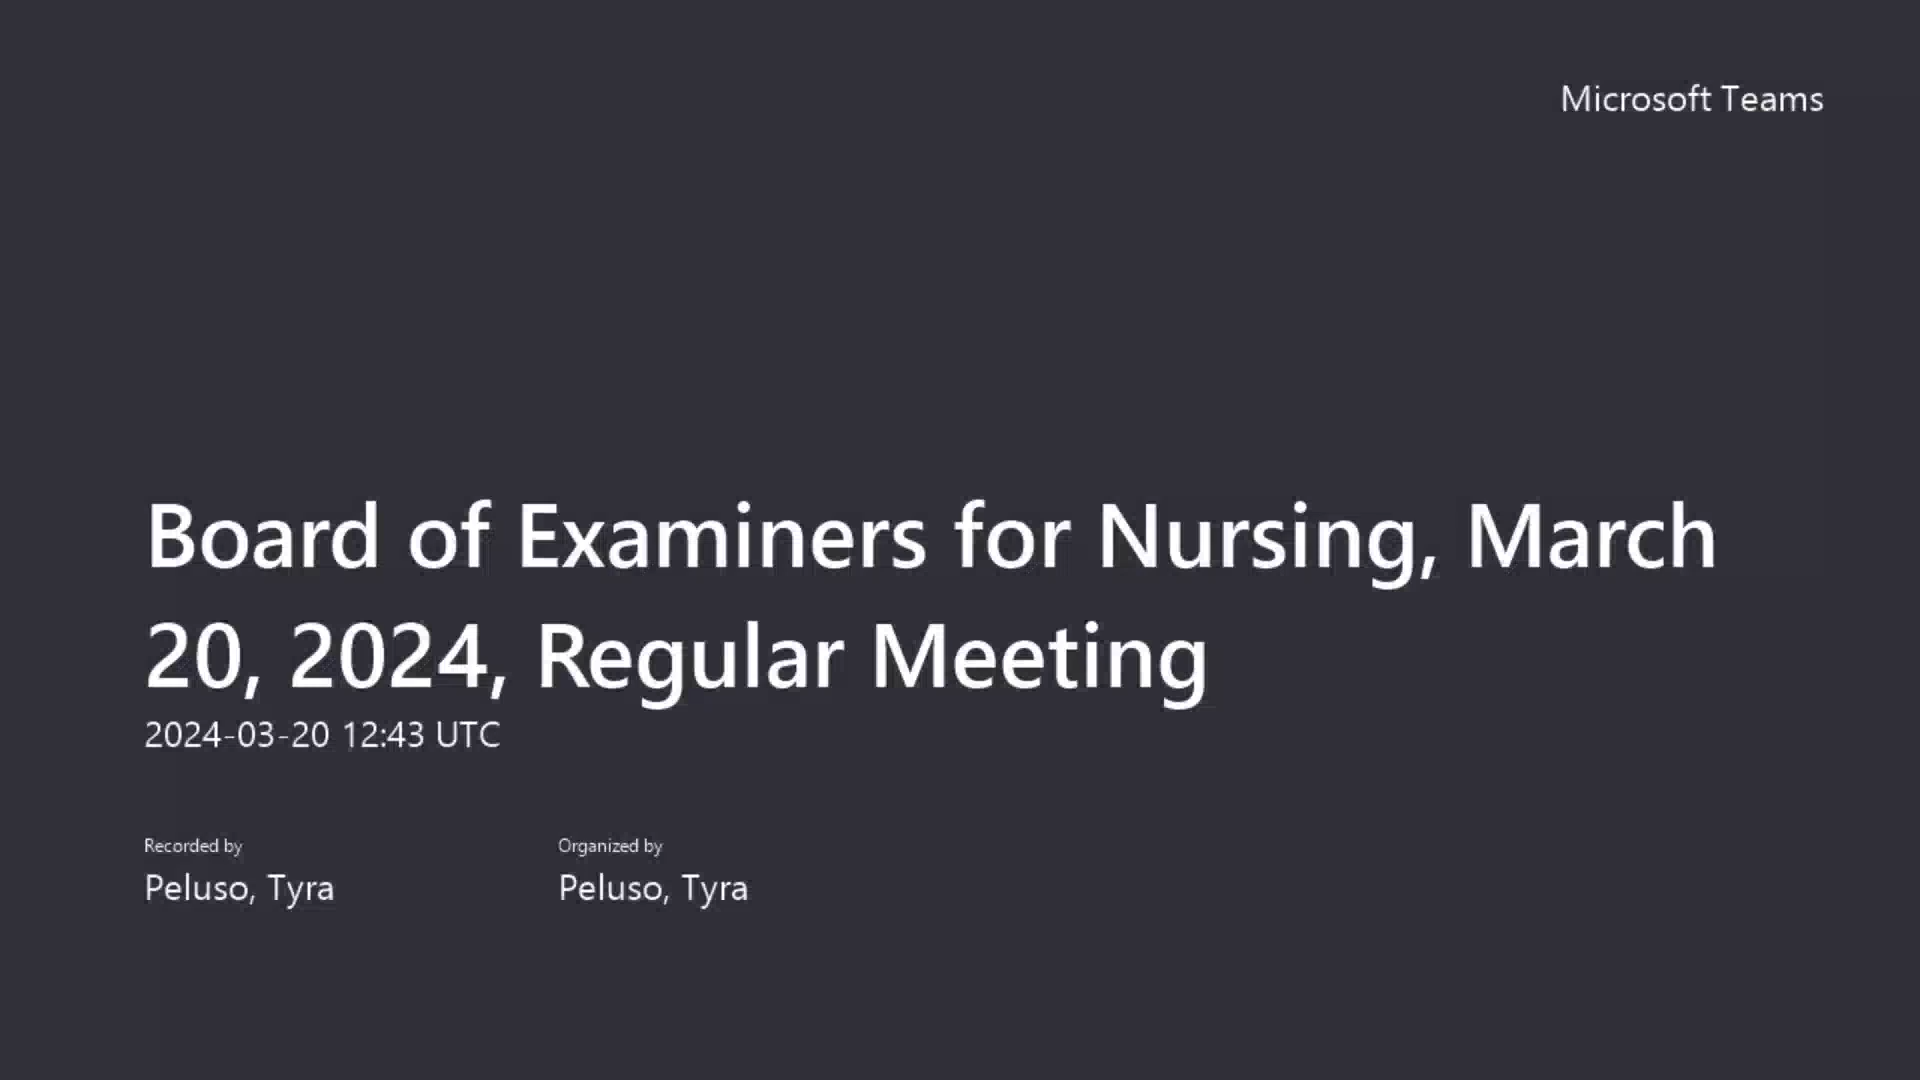 Microsoft Teams
Board of Examiners for Nursing, March
20, 2024, Regular Meeting
2024-03-20 12:43 UTC
Recorded by
Peluso, Tyra
Organized by
Peluso, Tyra